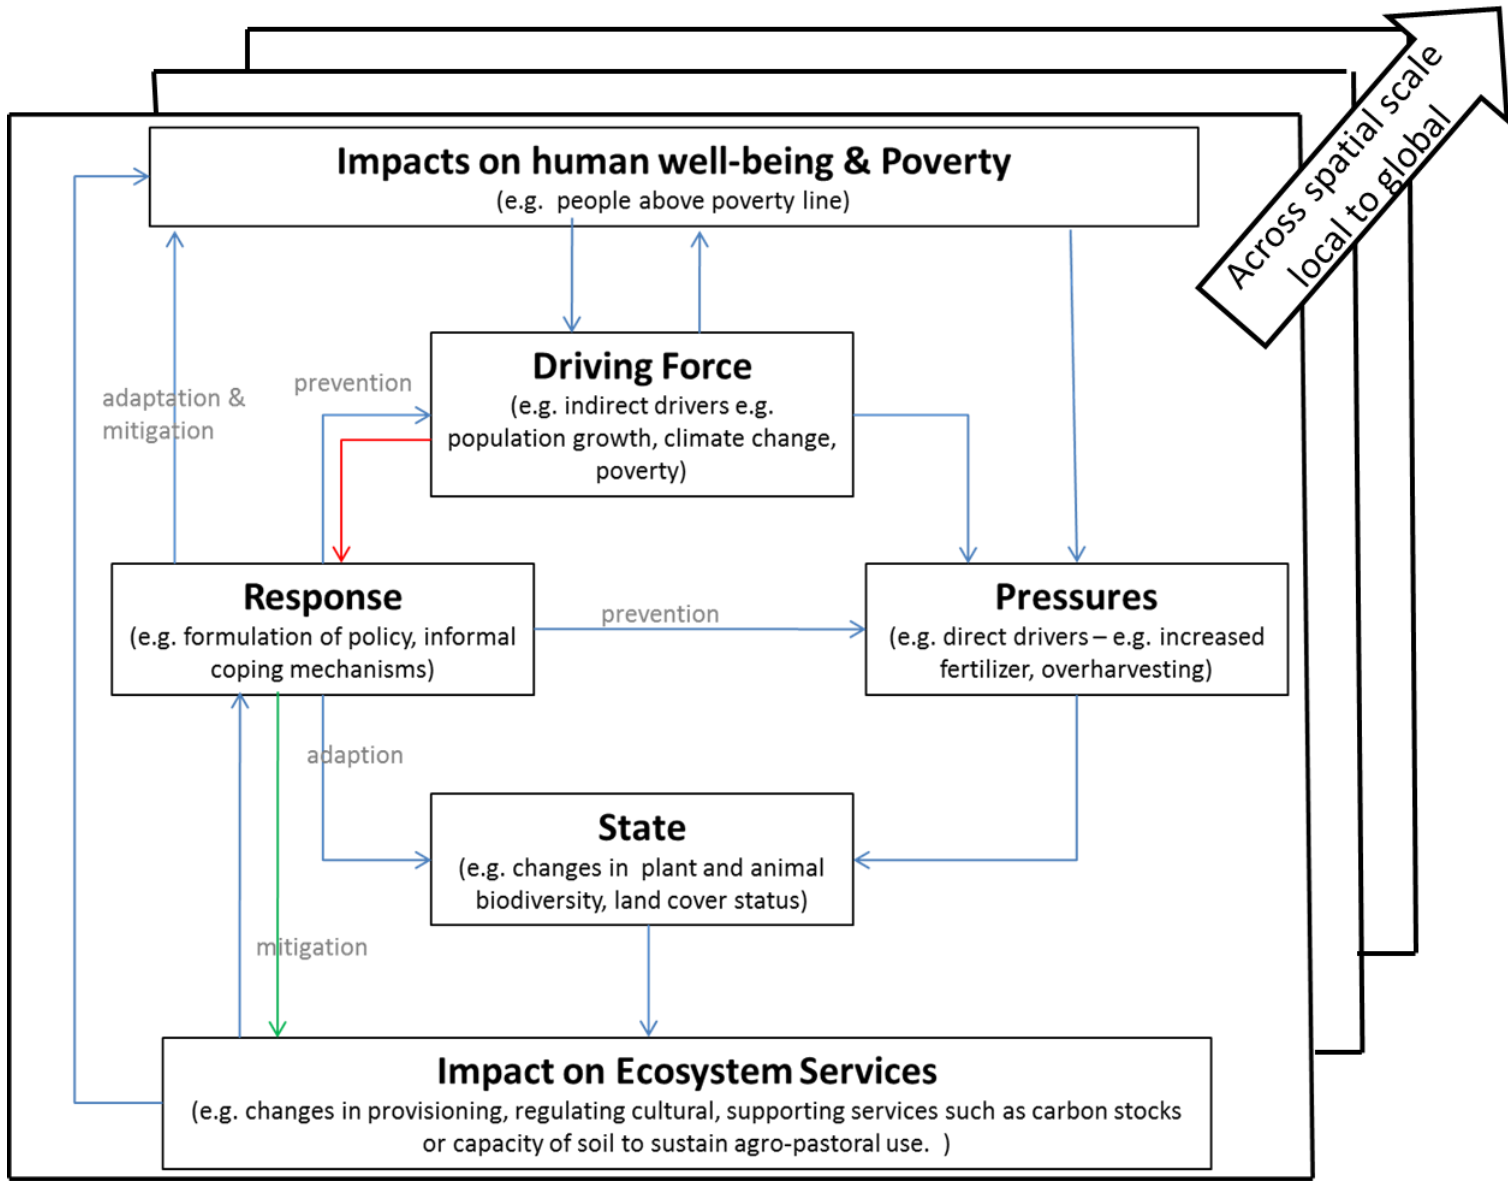 Across spatial scale
local to global
Impacts on human well-being & Poverty
(e.g.  people above poverty line)
Driving Force
(e.g. indirect drivers e.g.
population growth, climate change,
poverty)
prevention
adaptation &
mitigation
Response
(e.g. formulation of policy, informal
coping mechanisms)
prevention
Pressures
(e.g. direct drivers – e.g. increased
fertilizer, overharvesting)
adaption
State
(e.g. changes in  plant and animal
biodiversity, land cover status)
mitigation
Impact on Ecosystem Services
(e.g. changes in provisioning, regulating cultural, supporting services such as carbon stocks
or capacity of soil to sustain agro-pastoral use.  )